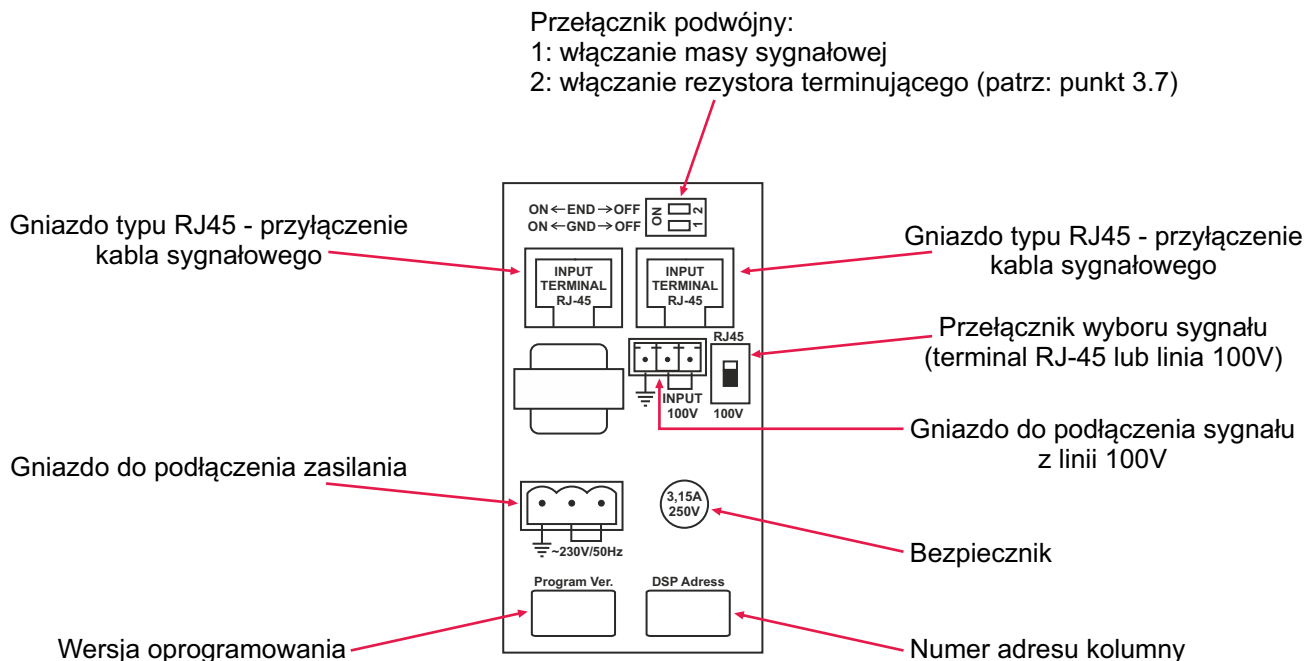 Przełącznik podwójny:
1: włączanie masy sygnałowej
2: włączanie rezystora terminującego (patrz: punkt 3.7)
ON←END→OFF
ON←GND→OFF
ON
1 2
Gniazdo typu RJ45 - przyłączenie
kabla sygnałowego
Gniazdo typu RJ45 - przyłączenie
kabla sygnałowego
INPUT
TERMINAL
RJ-45
INPUT
TERMINAL
RJ-45
Przełącznik wyboru sygnału
(terminal RJ-45 lub linia 100V)
RJ45
100V
INPUT
100V
Gniazdo do podłączenia sygnału
z linii 100V
Gniazdo do podłączenia zasilania
3,15A
250V
~230V/50Hz
Bezpiecznik
Program Ver.
DSP Adress
Wersja oprogramowania
Numer adresu kolumny